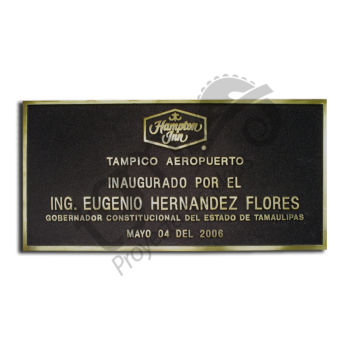 Hampton
Inn®
TAMPICO AEROPUERTO
INAUGURADO POR EL
ING. EUGENIO HERNANDEZ FLORES
GOBERNADOR CONSTITUCIONAL DEL ESTADO DE TAMAULIPAS
MAYO 04 DEL 2006